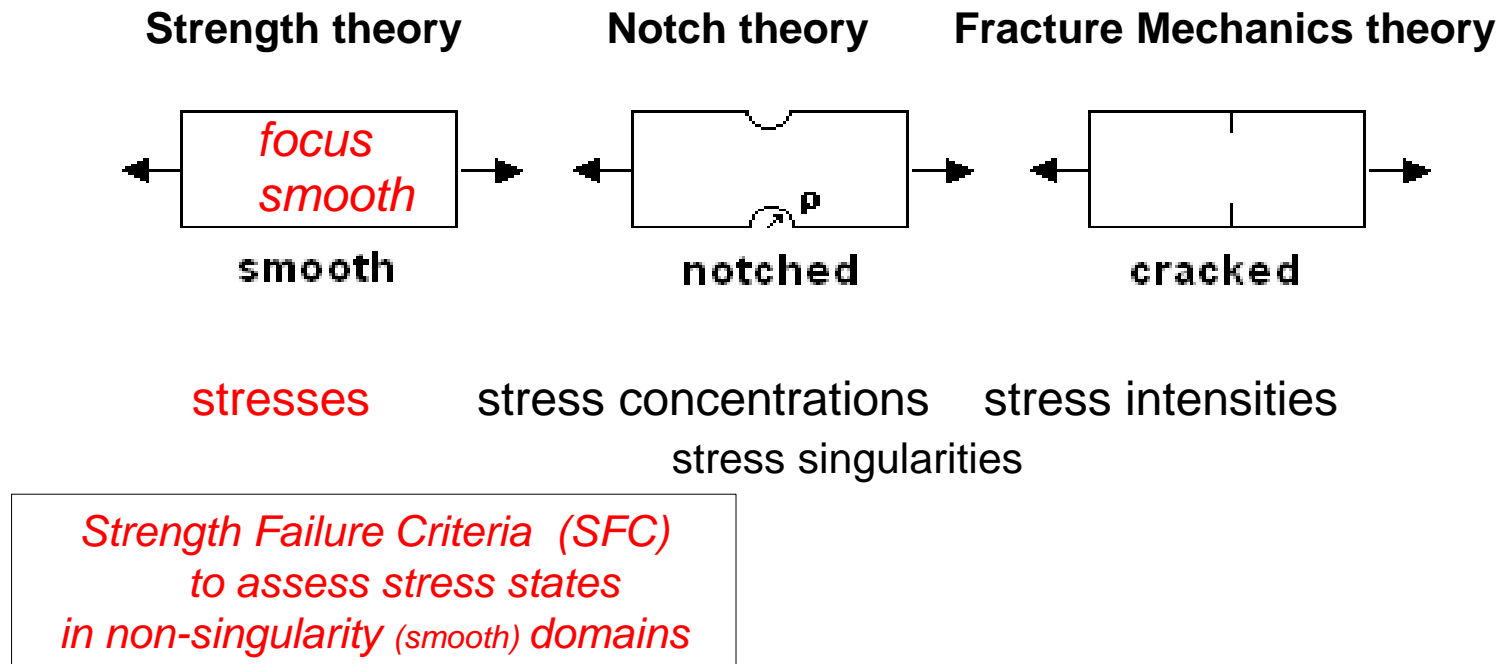 Strength theory Notch theory Fracture Mechanics theory
focus
smooth
ρ
smooth notched cracked
stresses stress concentrations stress intensities
stress singularities
Strength Failure Criteria (SFC)
to assess stress states
in non-singularity (smooth) domains